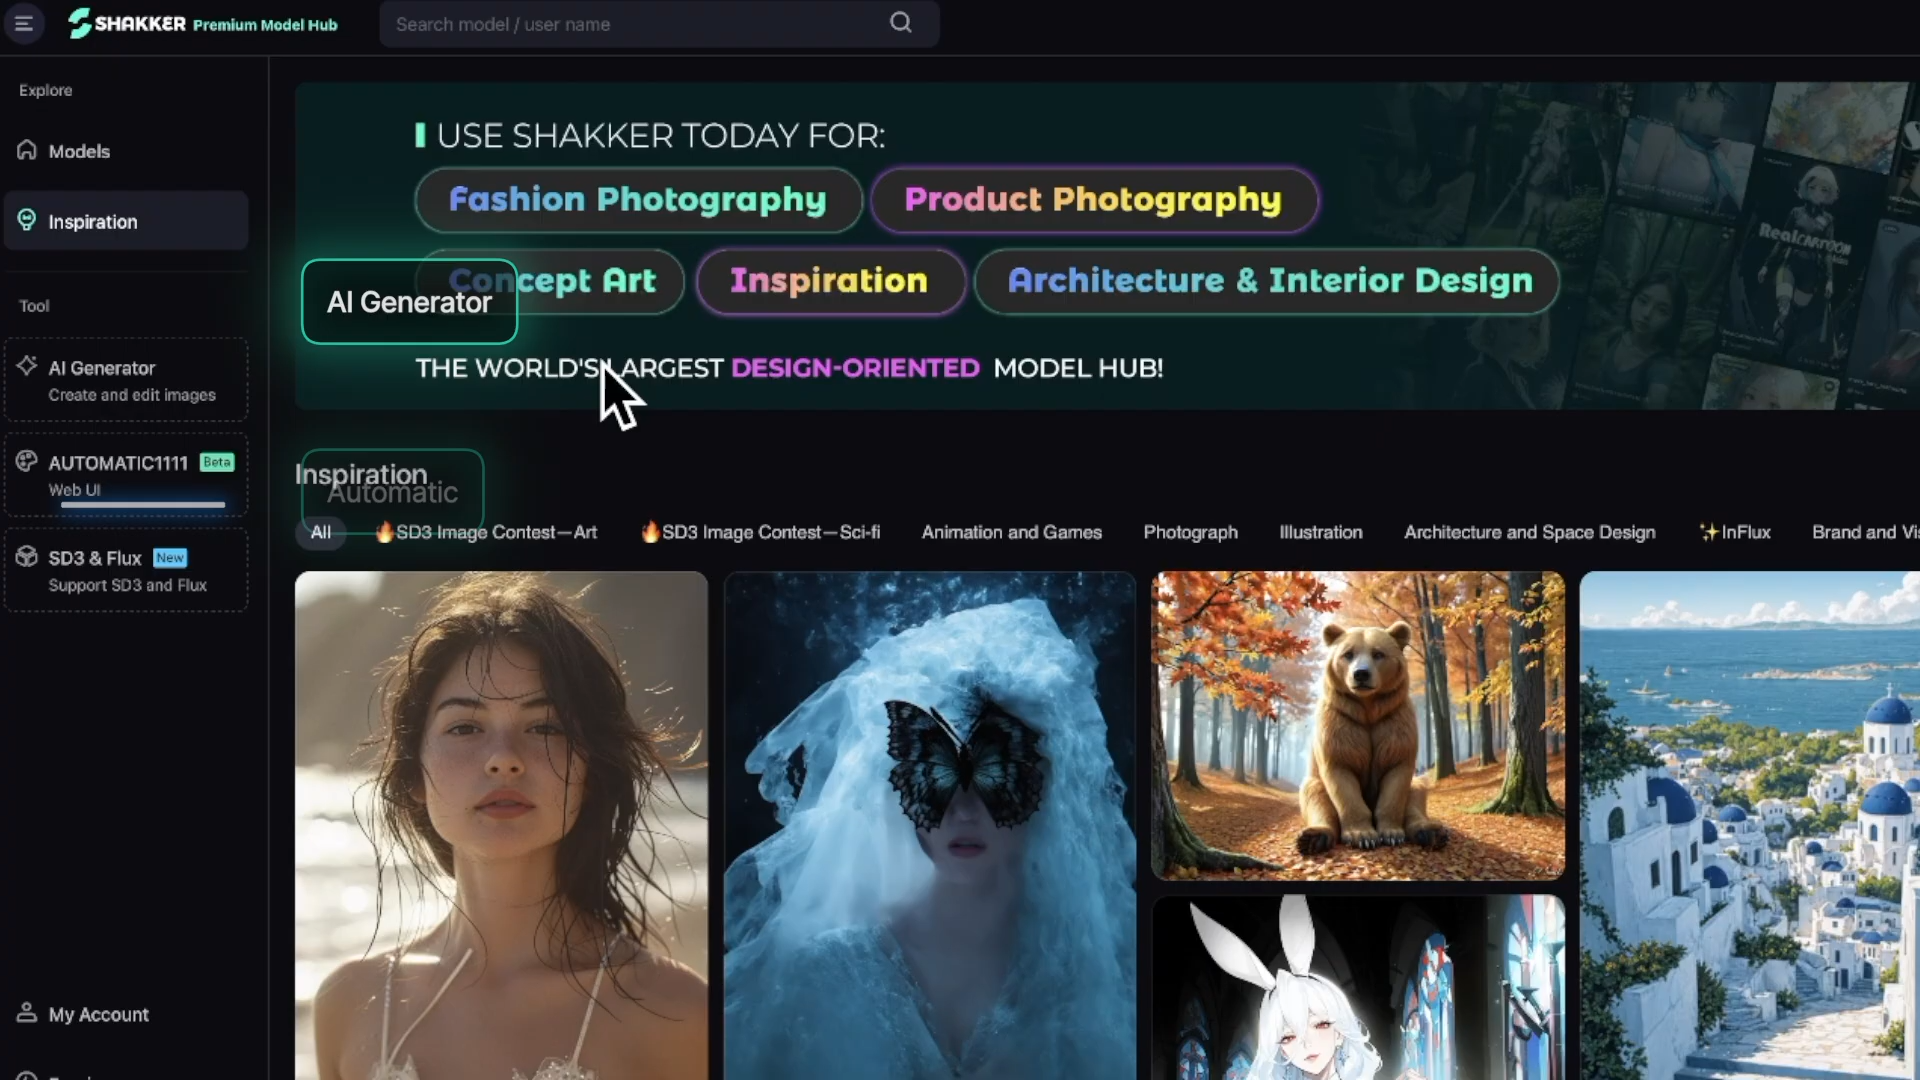 SHAKKER Premium Model Hub
Search model / user name
Explore
Models
Inspiration
Tool
AI Generator
Create and edit images
AUTOMATIC1111 Beta
Web UI
SD3 & Flux New
Support SD3 and Flux
My Account
USE SHAKKER TODAY FOR:
Fashion Photography Product Photography
Concept Art Inspiration Architecture & Interior Design
AI Generator
THE WORLD'S LARGEST DESIGN-ORIENTED MODEL HUB!
Inspiration
Automatic
All 🔥SD3 Image Contest—Art 🔥SD3 Image Contest—Sci-fi Animation and Games Photograph Illustration Architecture and Space Design ✨InFlux Brand and Vis
RealCARTOON